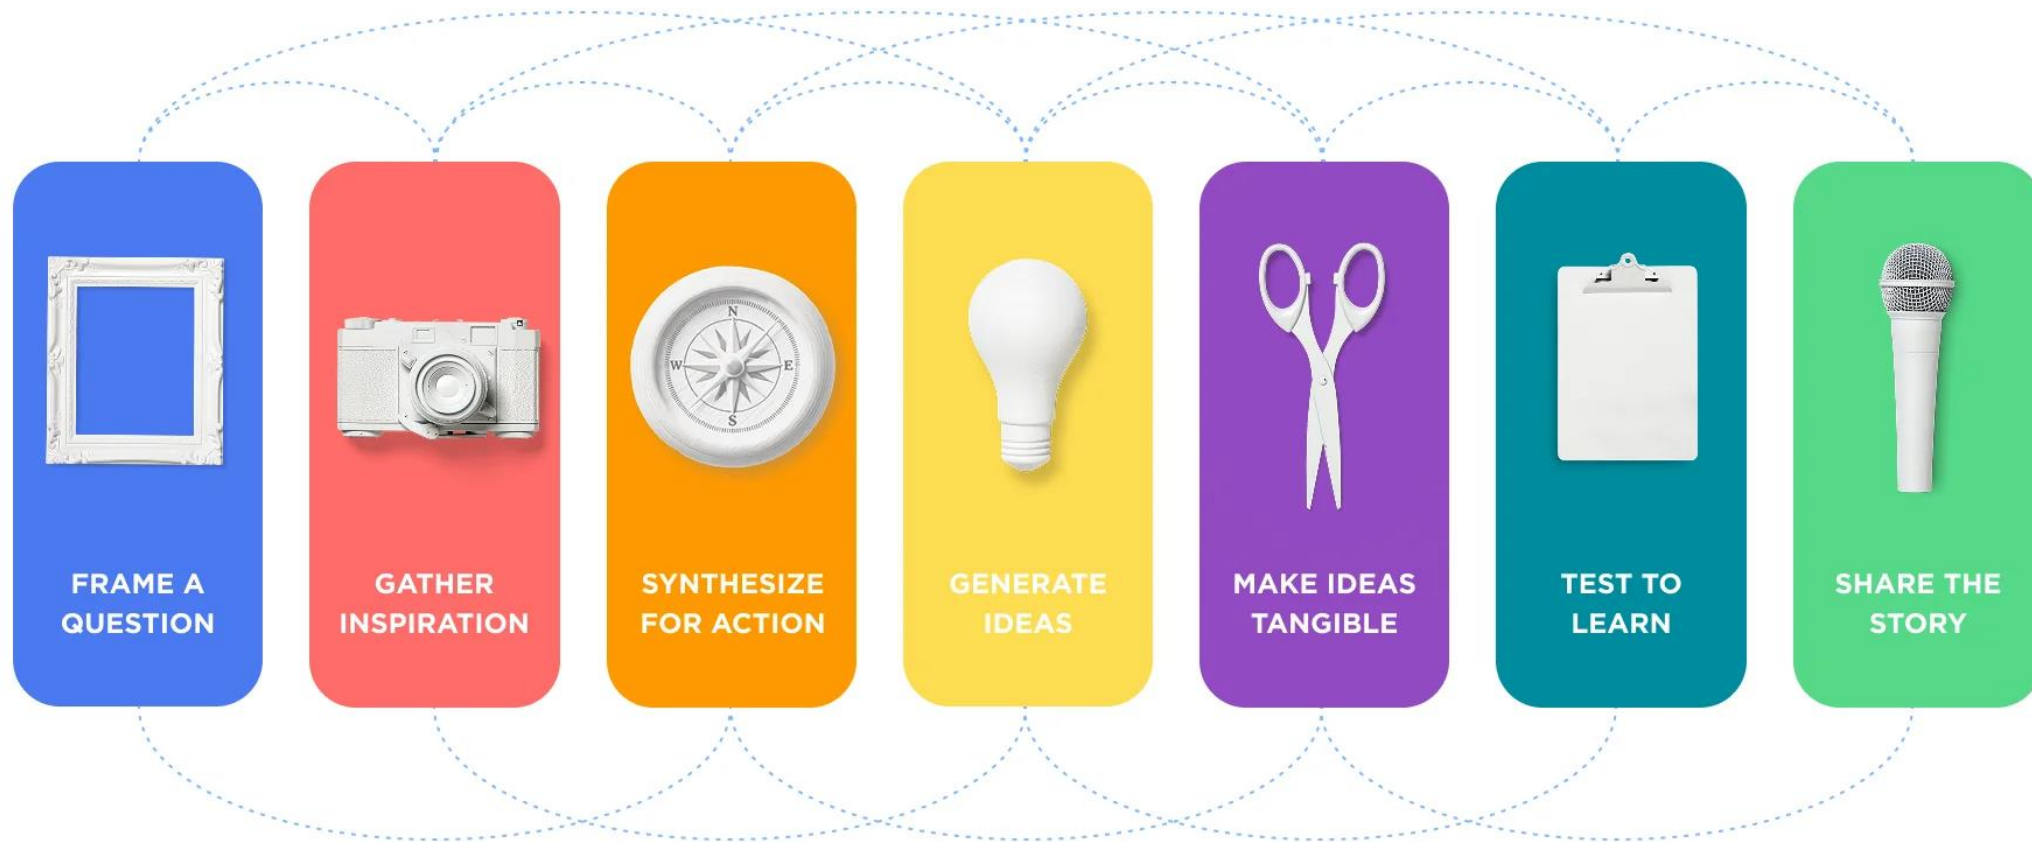 FRAME A
QUESTION
GATHER
INSPIRATION
N
W
E
S
SYNTHESIZE
FOR ACTION
GENERATE
IDEAS
MAKE IDEAS
TANGIBLE
TEST TO
LEARN
SHARE THE
STORY